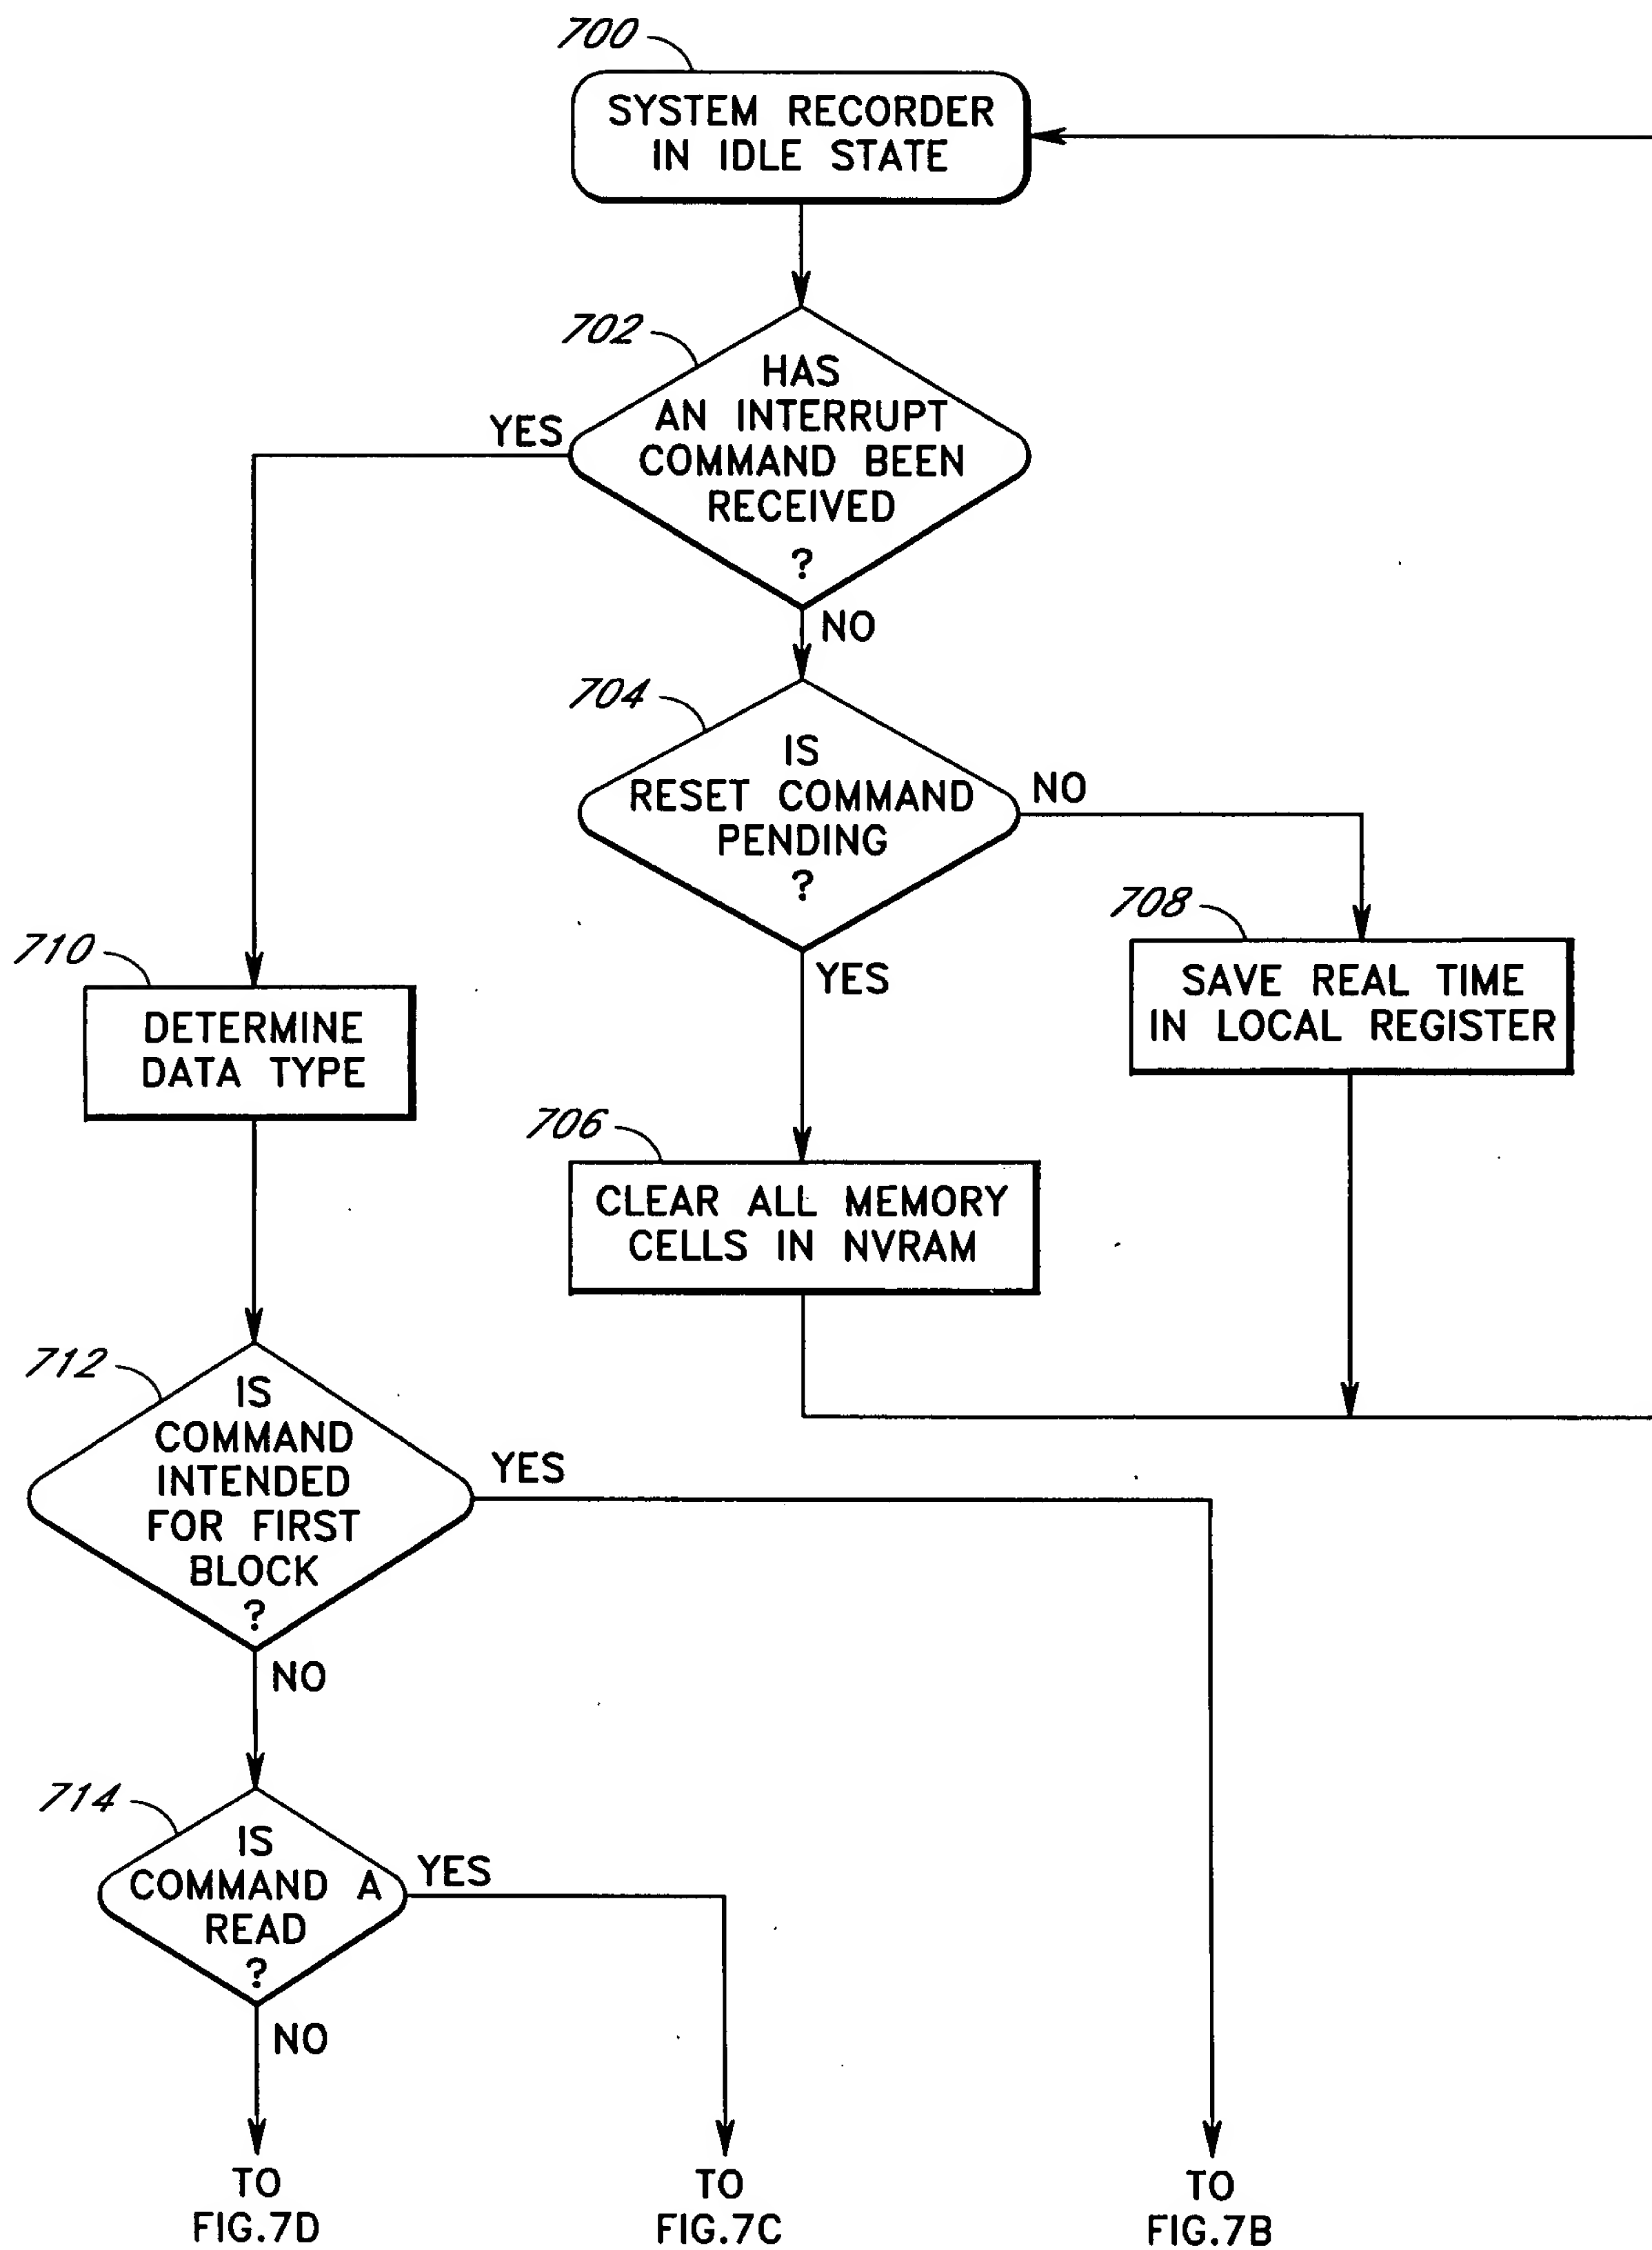 700
SYSTEM RECORDER
IN IDLE STATE
702
HAS
AN INTERRUPT
COMMAND BEEN
RECEIVED
?
YES
NO
704
IS
RESET COMMAND
PENDING
?
NO
YES
708
SAVE REAL TIME
IN LOCAL REGISTER
710
DETERMINE
DATA TYPE
706
CLEAR ALL MEMORY
CELLS IN NVRAM
712
IS
COMMAND
INTENDED
FOR FIRST
BLOCK
?
YES
NO
714
IS
COMMAND A
READ
?
YES
NO
TO
FIG.7D
TO
FIG.7C
TO
FIG.7B